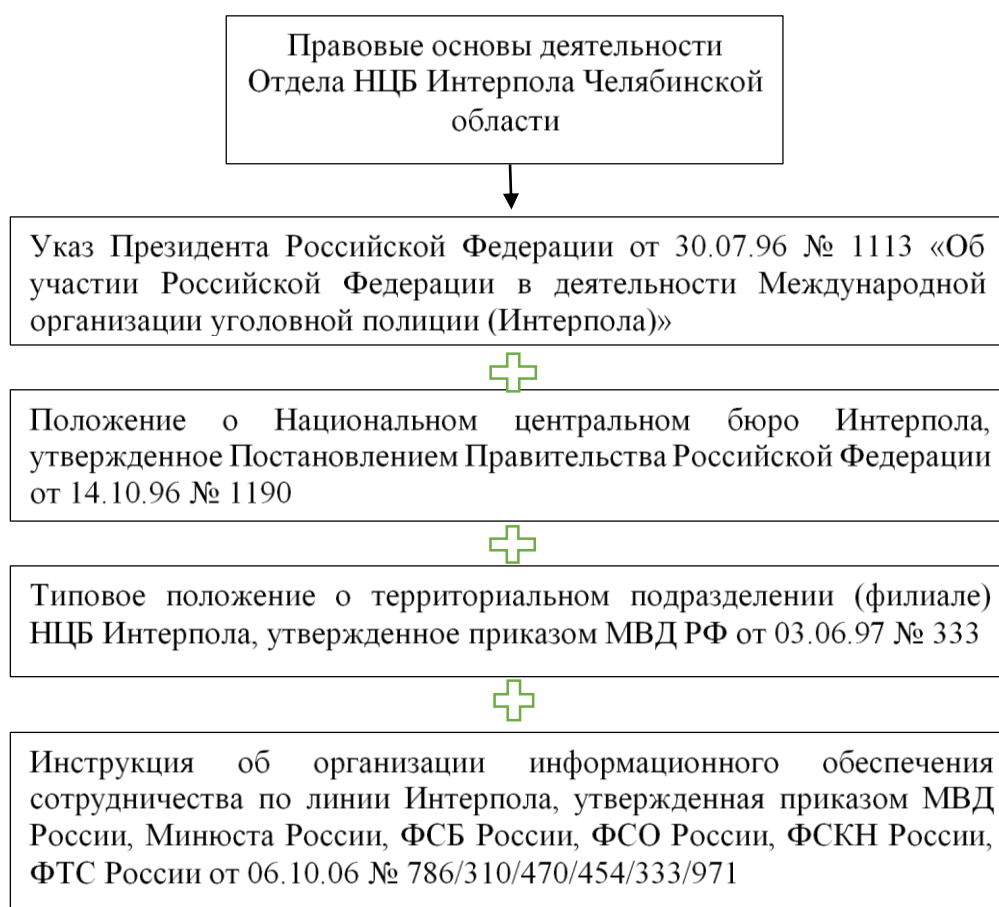 Правовые основы деятельности
Отдела НЦБ Интерпола Челябинской
области
Указ Президента Российской Федерации от 30.07.96 № 1113 «Об
участии Российской Федерации в деятельности Международной
организации уголовной полиции (Интерпола)»
Положение о Национальном центральном бюро Интерпола,
утвержденное Постановлением Правительства Российской Федерации
от 14.10.96 № 1190
Типовое положение о территориальном подразделении (филиале)
НЦБ Интерпола, утвержденное приказом МВД РФ от 03.06.97 № 333
Инструкция об организации информационного обеспечения
сотрудничества по линии Интерпола, утвержденная приказом МВД
России, Минюста России, ФСБ России, ФСО России, ФСКН России,
ФТС России от 06.10.06 № 786/310/470/454/333/971